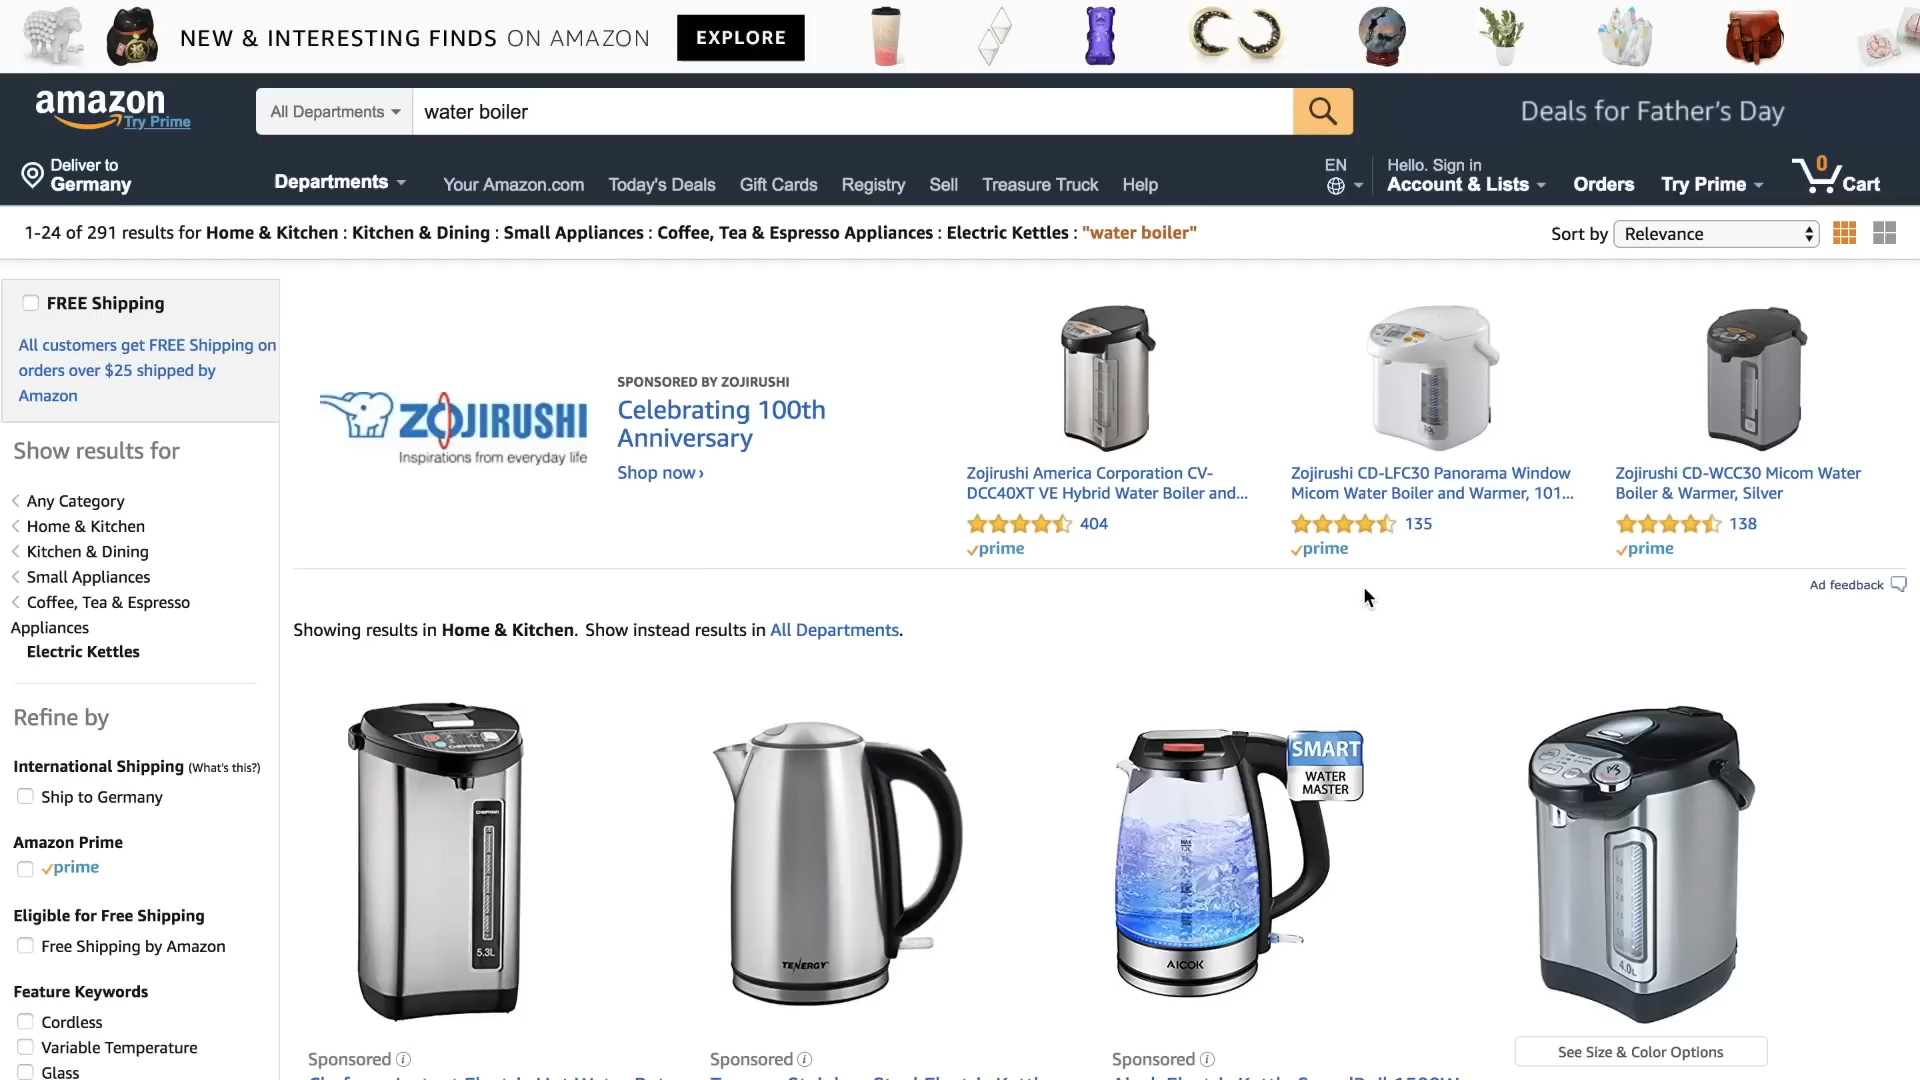 NEW & INTERESTING FINDS ON AMAZON EXPLORE
amazon
Try Prime
All Departments
water boiler
Deals for Father's Day
Deliver to
Germany
Departments
Your Amazon.com
Today's Deals
Gift Cards
Registry
Sell
Treasure Truck
Help
EN
Hello. Sign in
Account & Lists
Orders
Try Prime
0
Cart
1-24 of 291 results for Home & Kitchen : Kitchen & Dining : Small Appliances : Coffee, Tea & Espresso Appliances : Electric Kettles : "water boiler"
Sort by Relevance
FREE Shipping
All customers get FREE Shipping on
orders over $25 shipped by
Amazon
Show results for
Any Category
Home & Kitchen
Kitchen & Dining
Small Appliances
Coffee, Tea & Espresso
Appliances
Electric Kettles
Refine by
International Shipping (What's this?)
Ship to Germany
Amazon Prime
prime
Eligible for Free Shipping
Free Shipping by Amazon
Feature Keywords
Cordless
Variable Temperature
Glass
ZOJIRUSHI
Inspirations from everyday life
SPONSORED BY ZOJIRUSHI
Celebrating 100th
Anniversary
Shop now ›
Zojirushi America Corporation CV-
DCC40XT VE Hybrid Water Boiler and...
404
prime
Zojirushi CD-LFC30 Panorama Window
Micom Water Boiler and Warmer, 101...
135
prime
Zojirushi CD-WCC30 Micom Water
Boiler & Warmer, Silver
138
prime
Ad feedback
Showing results in Home & Kitchen. Show instead results in All Departments.
CHEFMAN
5.3L
TENERGY
SMART
WATER
MASTER
AICOK
4.0L
Sponsored
Sponsored
Sponsored
See Size & Color Options